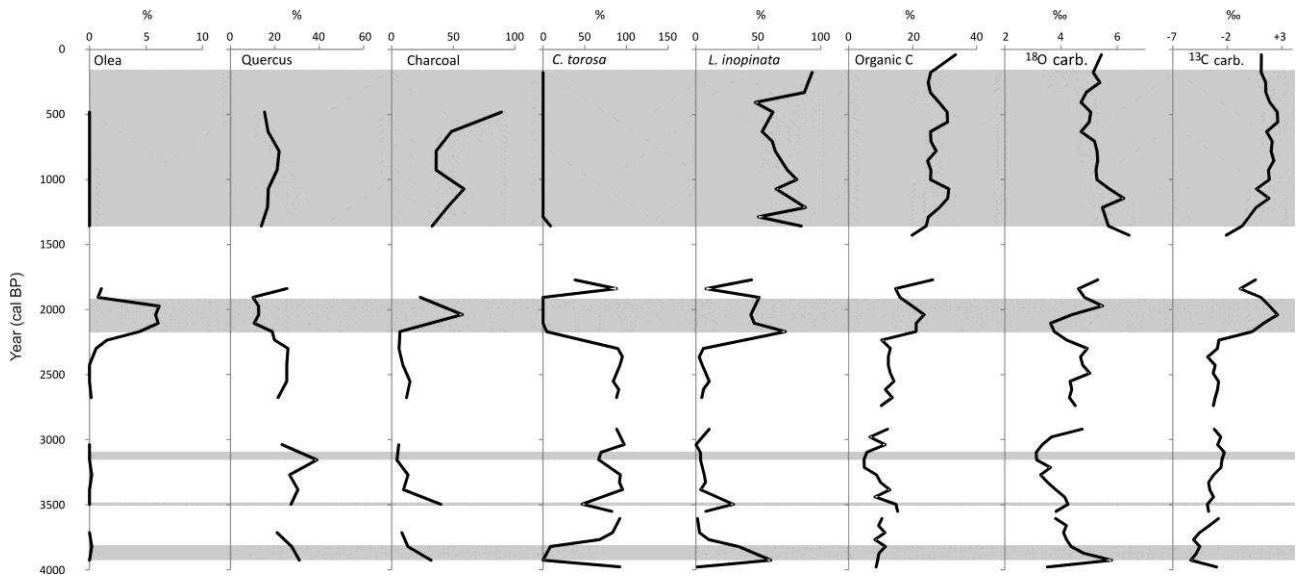 % % % % % % ‰ ‰
0 5 10 0 20 40 60 0 50 100 0 50 100 0 50 100 0 20 40 2 4 6 -7 -2 +3
Olea Quercus Charcoal C. torosa L. inopinata Organic C ¹⁸O carb. ¹³C carb.
Year (cal BP)
0
500
1000
1500
2000
2500
3000
3500
4000